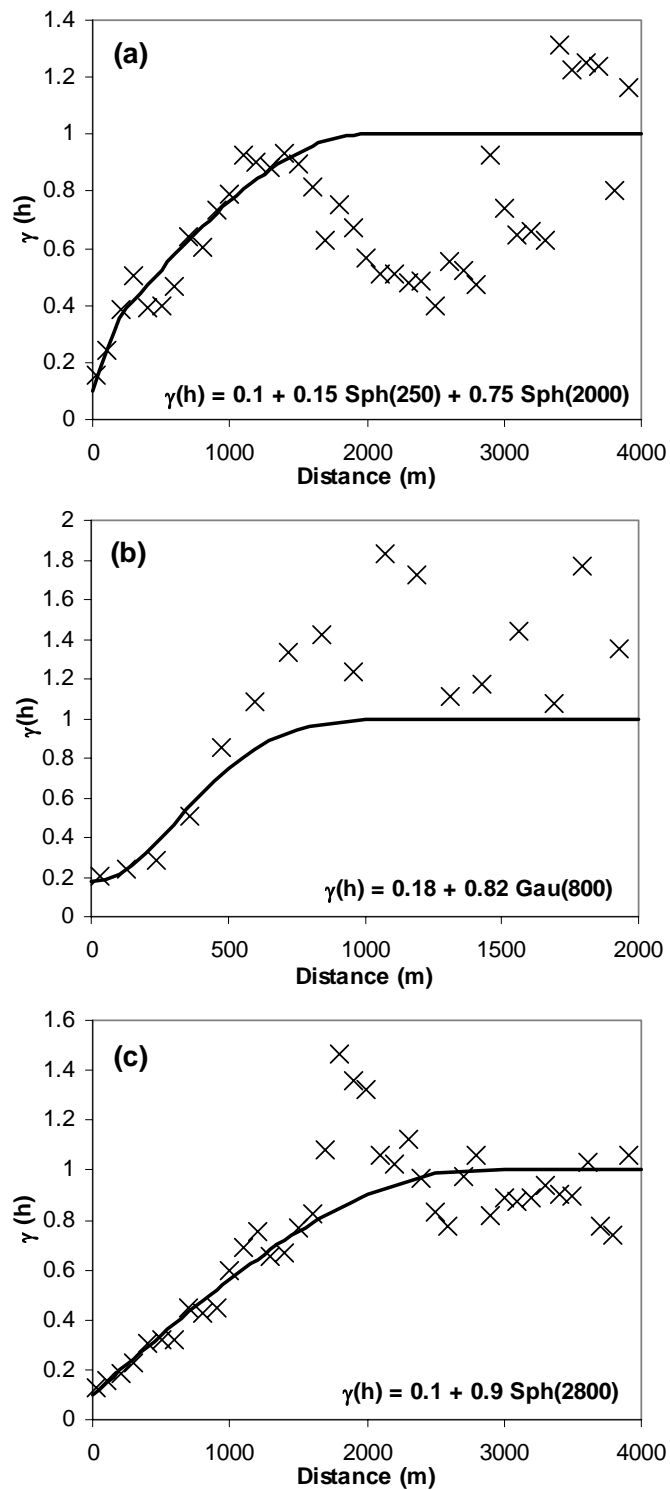 (a)
1.4
1.2
1
0.8
0.6
0.4
0.2
0
γ (h)
γ(h) = 0.1 + 0.15 Sph(250) + 0.75 Sph(2000)
0 1000 2000 3000 4000
Distance (m)
(b)
2
1.8
1.6
1.4
1.2
1
0.8
0.6
0.4
0.2
0
γ(h)
γ(h) = 0.18 + 0.82 Gau(800)
0 500 1000 1500 2000
Distance (m)
(c)
1.6
1.4
1.2
1
0.8
0.6
0.4
0.2
0
γ (h)
γ(h) = 0.1 + 0.9 Sph(2800)
0 1000 2000 3000 4000
Distance (m)